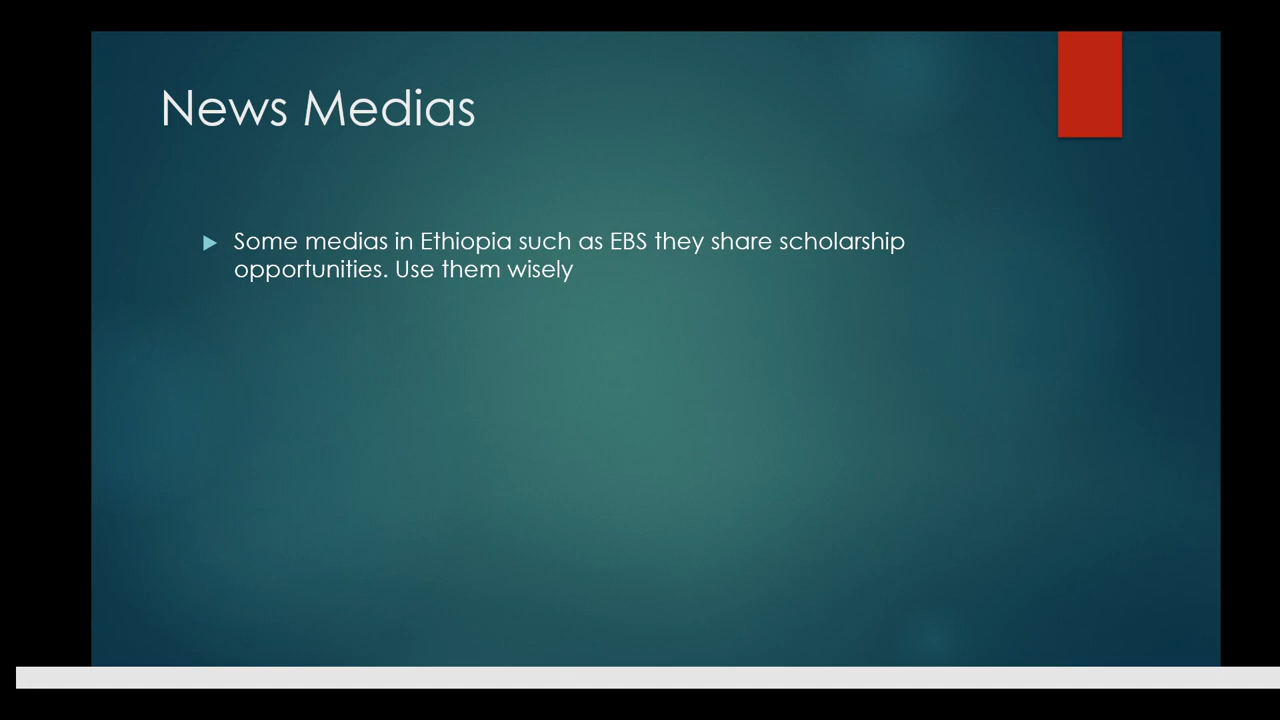 News Medias
Some medias in Ethiopia such as EBS they share scholarship
opportunities. Use them wisely